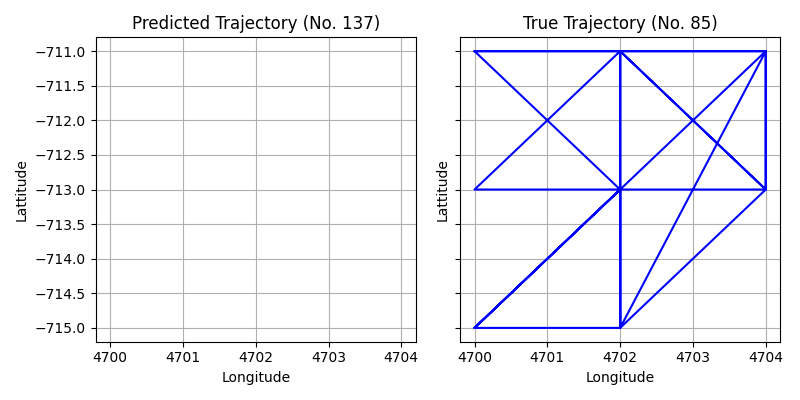 Predicted Trajectory (No. 137)
True Trajectory (No. 85)
−711.0
−711.5
−712.0
−712.5
−713.0
−713.5
−714.0
−714.5
−715.0
Lattitude
Lattitude
4700 4701 4702 4703 4704
4700 4701 4702 4703 4704
Longitude
Longitude